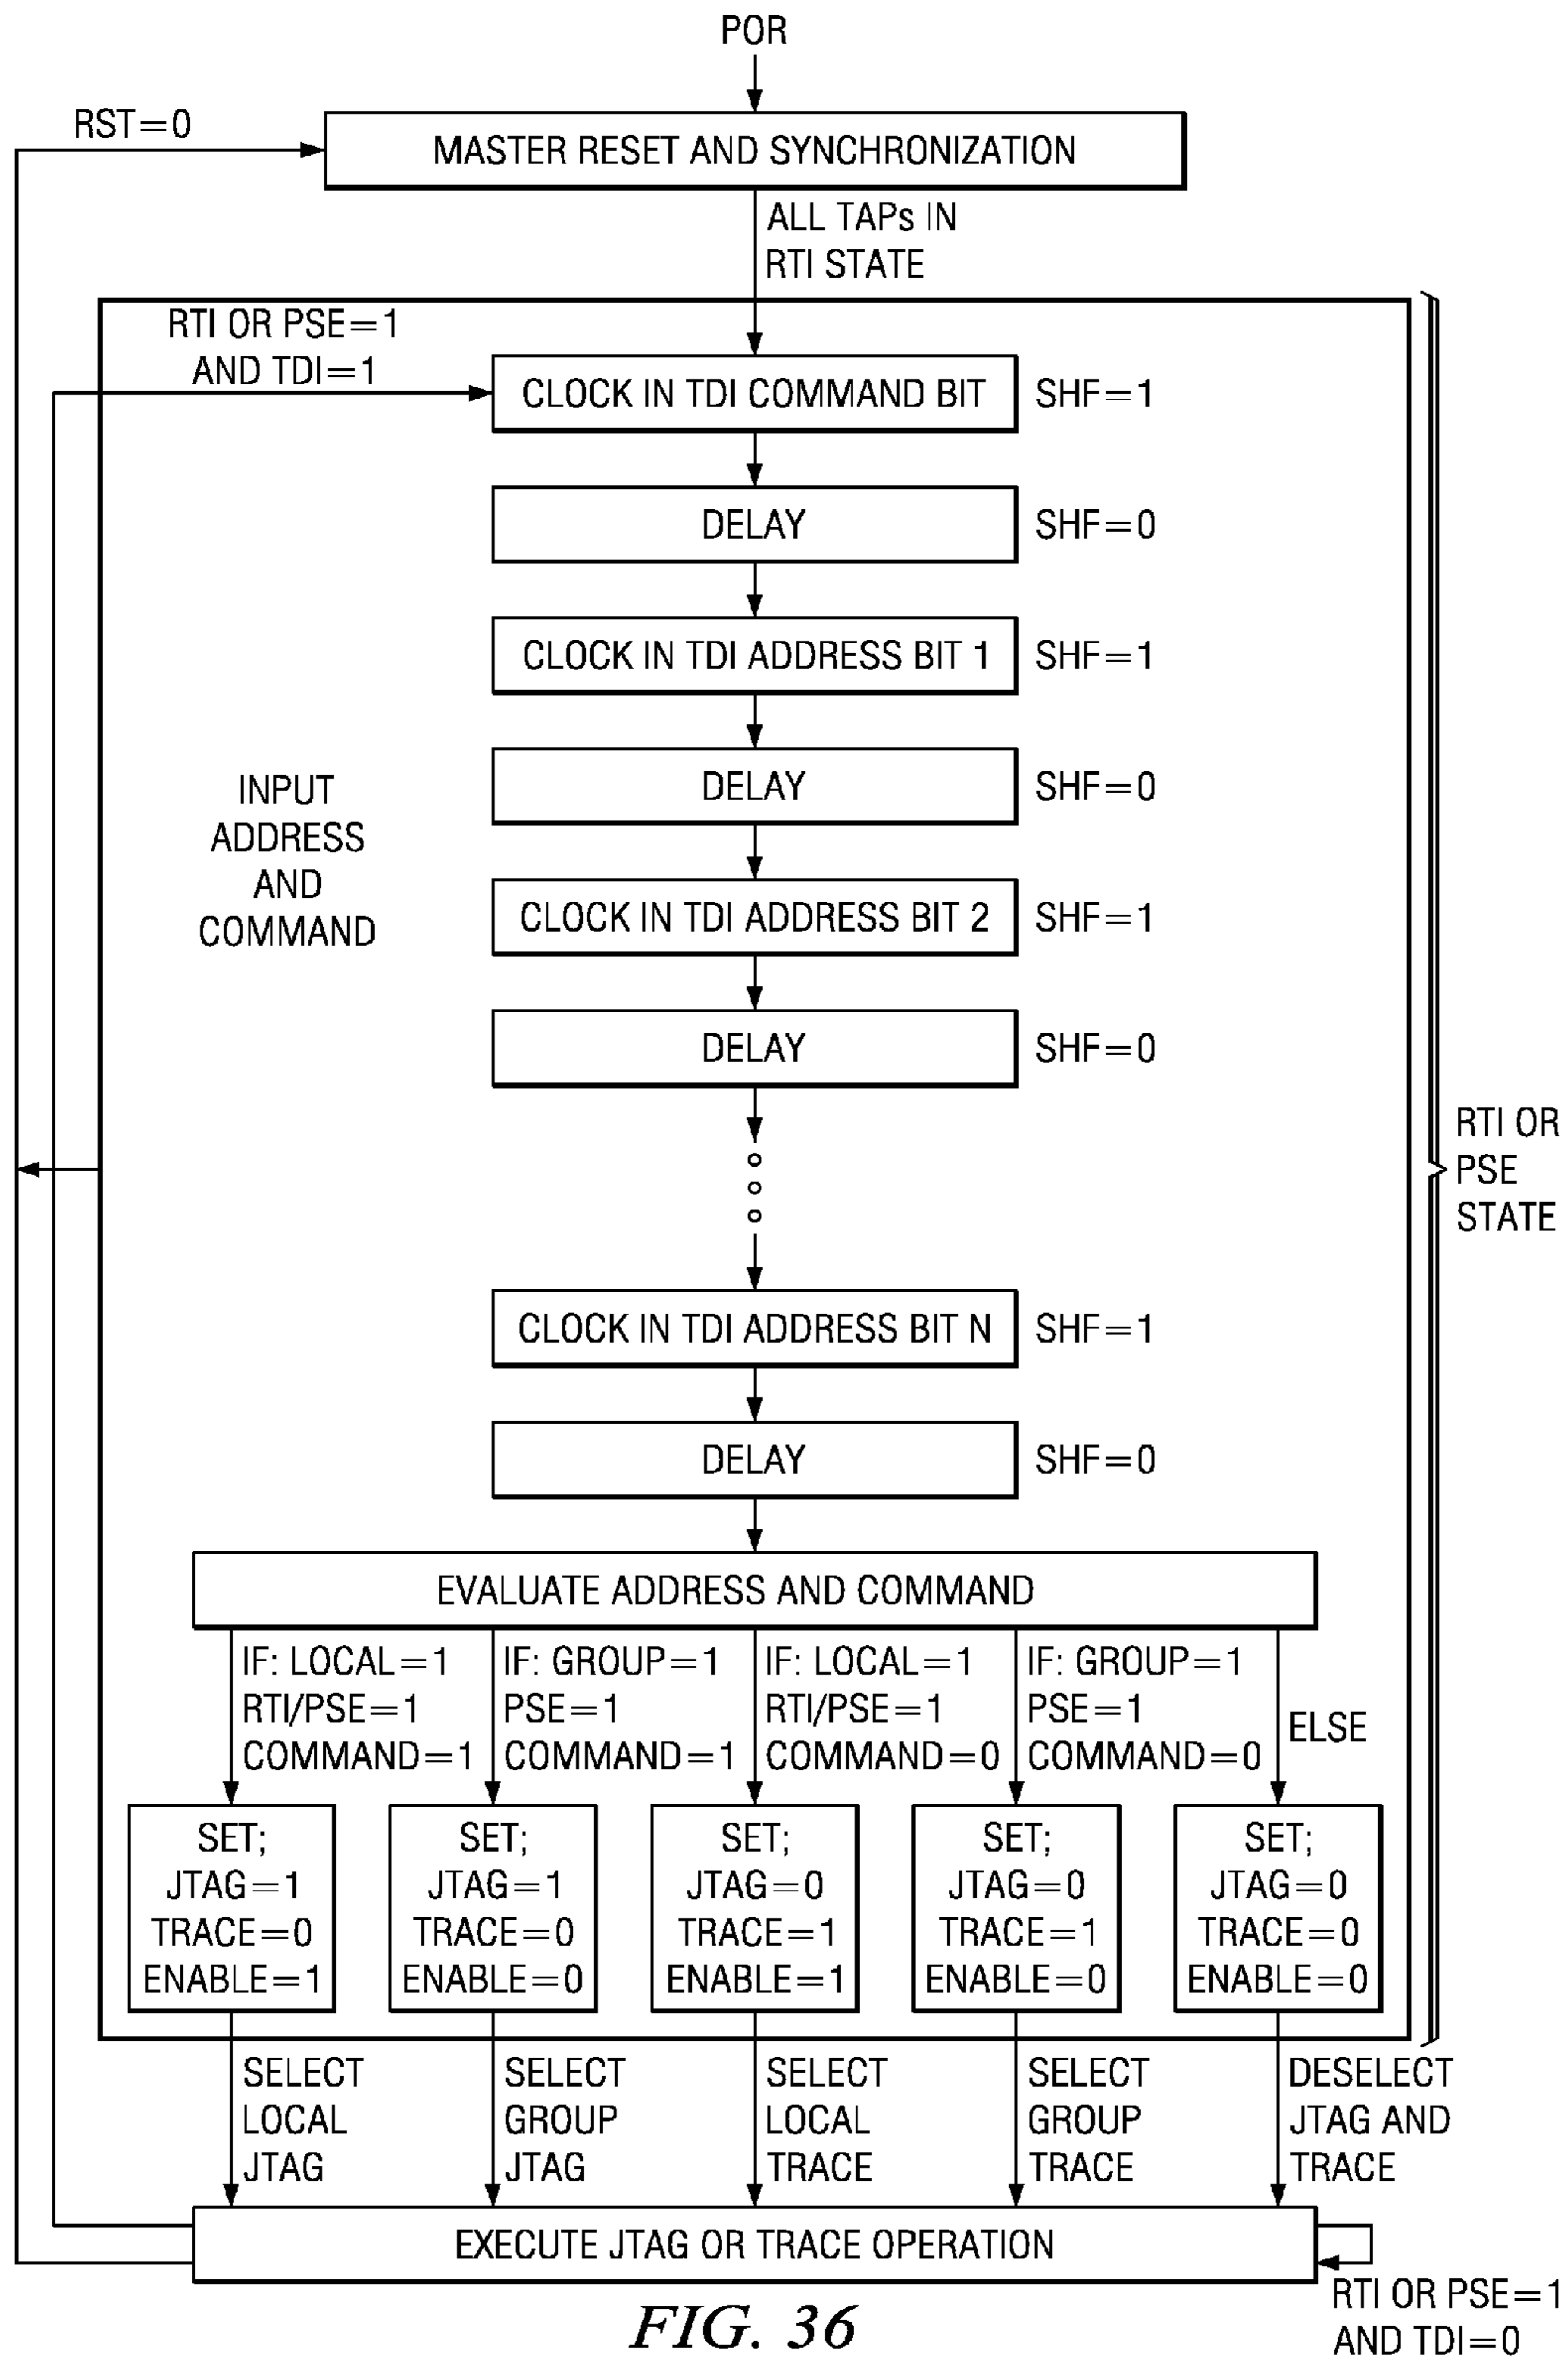 POR
RST=0
MASTER RESET AND SYNCHRONIZATION
ALL TAPs IN
RTI STATE
RTI OR PSE=1
AND TDI=1
CLOCK IN TDI COMMAND BIT
SHF=1
DELAY
SHF=0
CLOCK IN TDI ADDRESS BIT 1
SHF=1
DELAY
SHF=0
INPUT
ADDRESS
AND
COMMAND
CLOCK IN TDI ADDRESS BIT 2
SHF=1
DELAY
SHF=0
RTI OR
PSE
STATE
CLOCK IN TDI ADDRESS BIT N
SHF=1
DELAY
SHF=0
EVALUATE ADDRESS AND COMMAND
IF: LOCAL=1
RTI/PSE=1
COMMAND=1
IF: GROUP=1
PSE=1
COMMAND=1
IF: LOCAL=1
RTI/PSE=1
COMMAND=0
IF: GROUP=1
PSE=1
COMMAND=0
ELSE
SET;
JTAG=1
TRACE=0
ENABLE=1
SET;
JTAG=1
TRACE=0
ENABLE=0
SET;
JTAG=0
TRACE=1
ENABLE=1
SET;
JTAG=0
TRACE=1
ENABLE=0
SET;
JTAG=0
TRACE=0
ENABLE=0
SELECT
LOCAL
JTAG
SELECT
GROUP
JTAG
SELECT
LOCAL
TRACE
SELECT
GROUP
TRACE
DESELECT
JTAG AND
TRACE
EXECUTE JTAG OR TRACE OPERATION
RTI OR PSE=1
AND TDI=0
FIG. 36